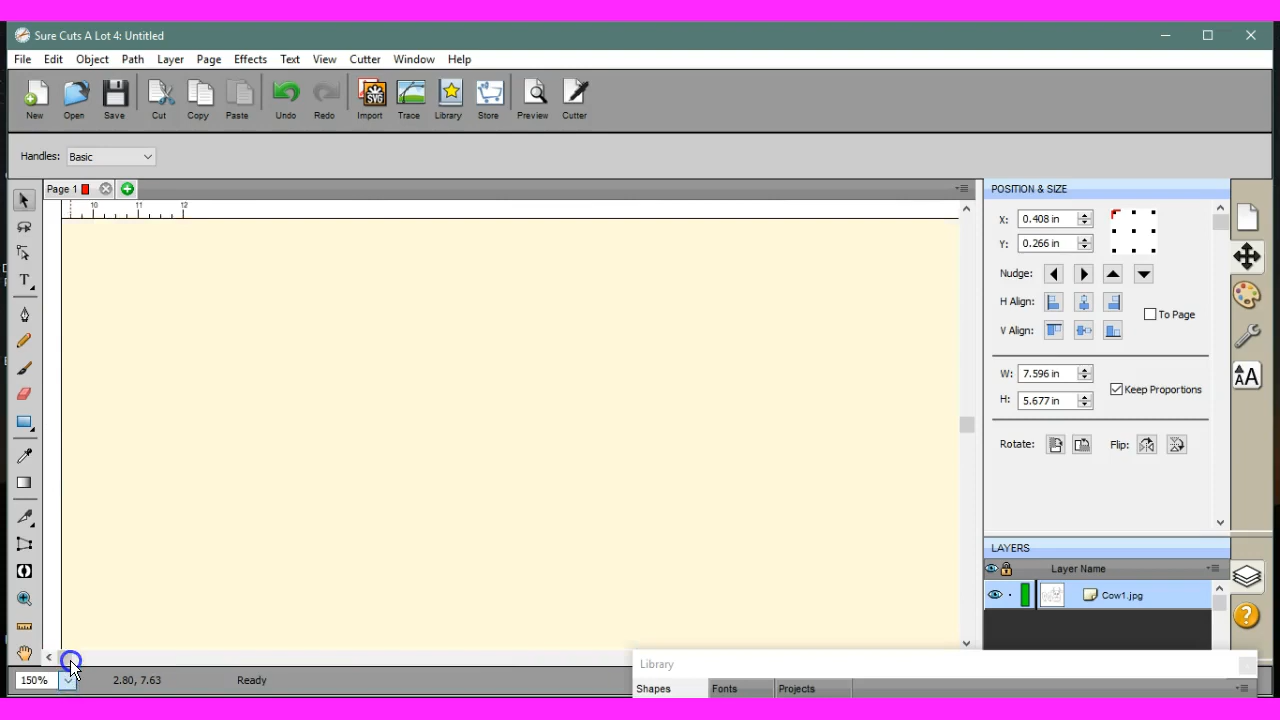 Sure Cuts A Lot 4: Untitled
File Edit Object Path Layer Page Effects Text View Cutter Window Help
New Open Save Cut Copy Paste Undo Redo Import Trace Library Store Preview Cutter
SVG
Handles: Basic
Page 1
10 11 12
POSITION & SIZE
X: 0.408 in
Y: 0.266 in
Nudge:
H Align:
To Page
V Align:
W: 7.596 in
Keep Proportions
H: 5.677 in
Rotate: Flip:
AA
LAYERS
Layer Name
Cow1.jpg
Library
150% 2.80, 7.63 Ready
Shapes Fonts Projects